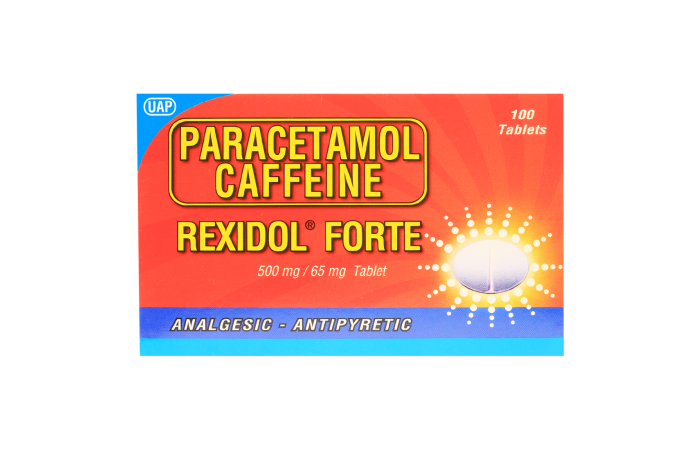 UAP
100
Tablets
PARACETAMOL
CAFFEINE
REXIDOL® FORTE
500 mg / 65 mg Tablet
ANALGESIC - ANTIPYRETIC